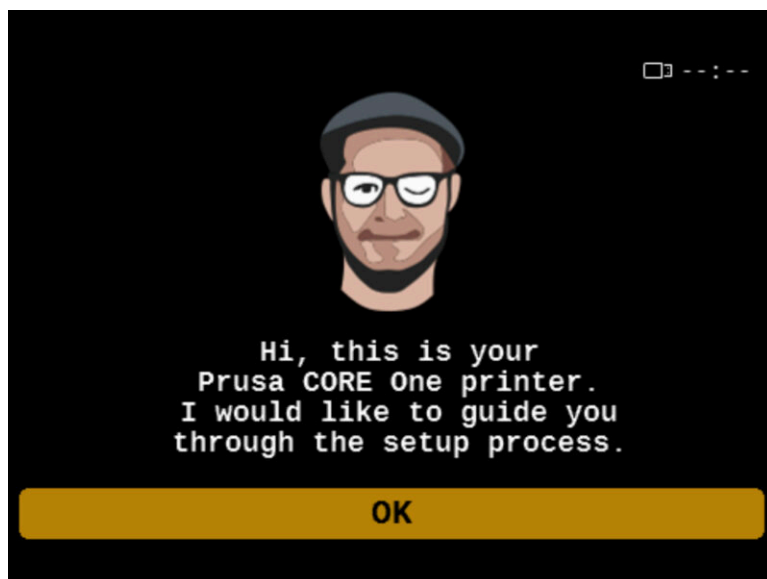 --:--
Hi, this is your
Prusa CORE One printer.
I would like to guide you
through the setup process.
OK